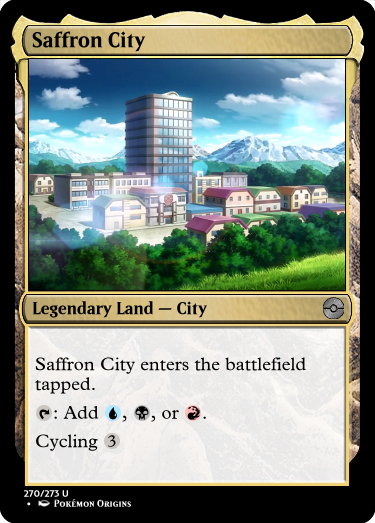 Saffron City
Legendary Land — City
Saffron City enters the battlefield
tapped.
: Add , , or .
Cycling 3
270/273 U
• Pokémon Origins